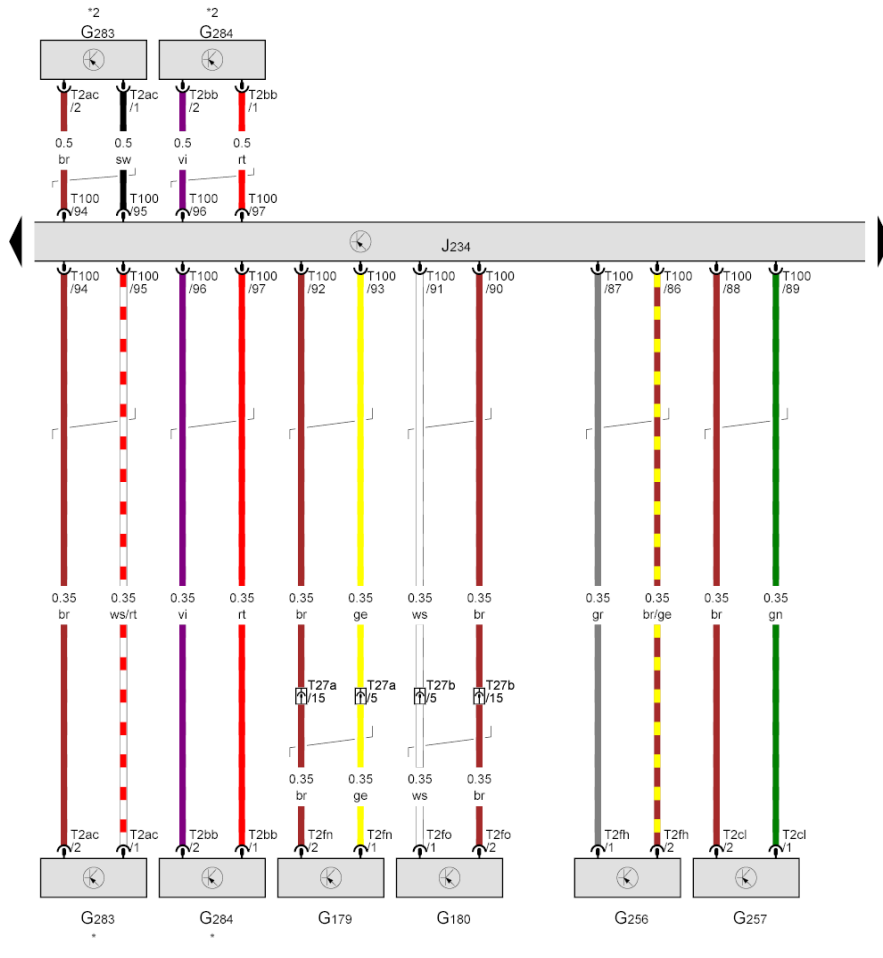 *2 *2
G283 G284
T2ac T2ac T2bb T2bb
/2 /1 /2 /1
0.5 0.5 0.5 0.5
br sw vi rt
T100 T100 T100 T100
/94 /95 /96 /97
J234
T100 T100 T100 T100 T100 T100 T100 T100 T100 T100 T100 T100
/94 /95 /96 /97 /92 /93 /91 /90 /87 /86 /88 /89
0.35 0.35 0.35 0.35 0.35 0.35 0.35 0.35 0.35 0.35 0.35 0.35
br ws/rt vi rt br ge ws br gr br/ge br gn
T27a T27a T27b T27b
/15 /5 /5 /15
0.35 0.35 0.35 0.35
br ge ws br
T2ac T2ac T2bb T2bb T2fn T2fn T2fo T2fo T2fh T2fh T2cl T2cl
/2 /1 /2 /1 /2 /1 /1 /2 /1 /2 /2 /1
G283 G284 G179 G180 G256 G257
* *